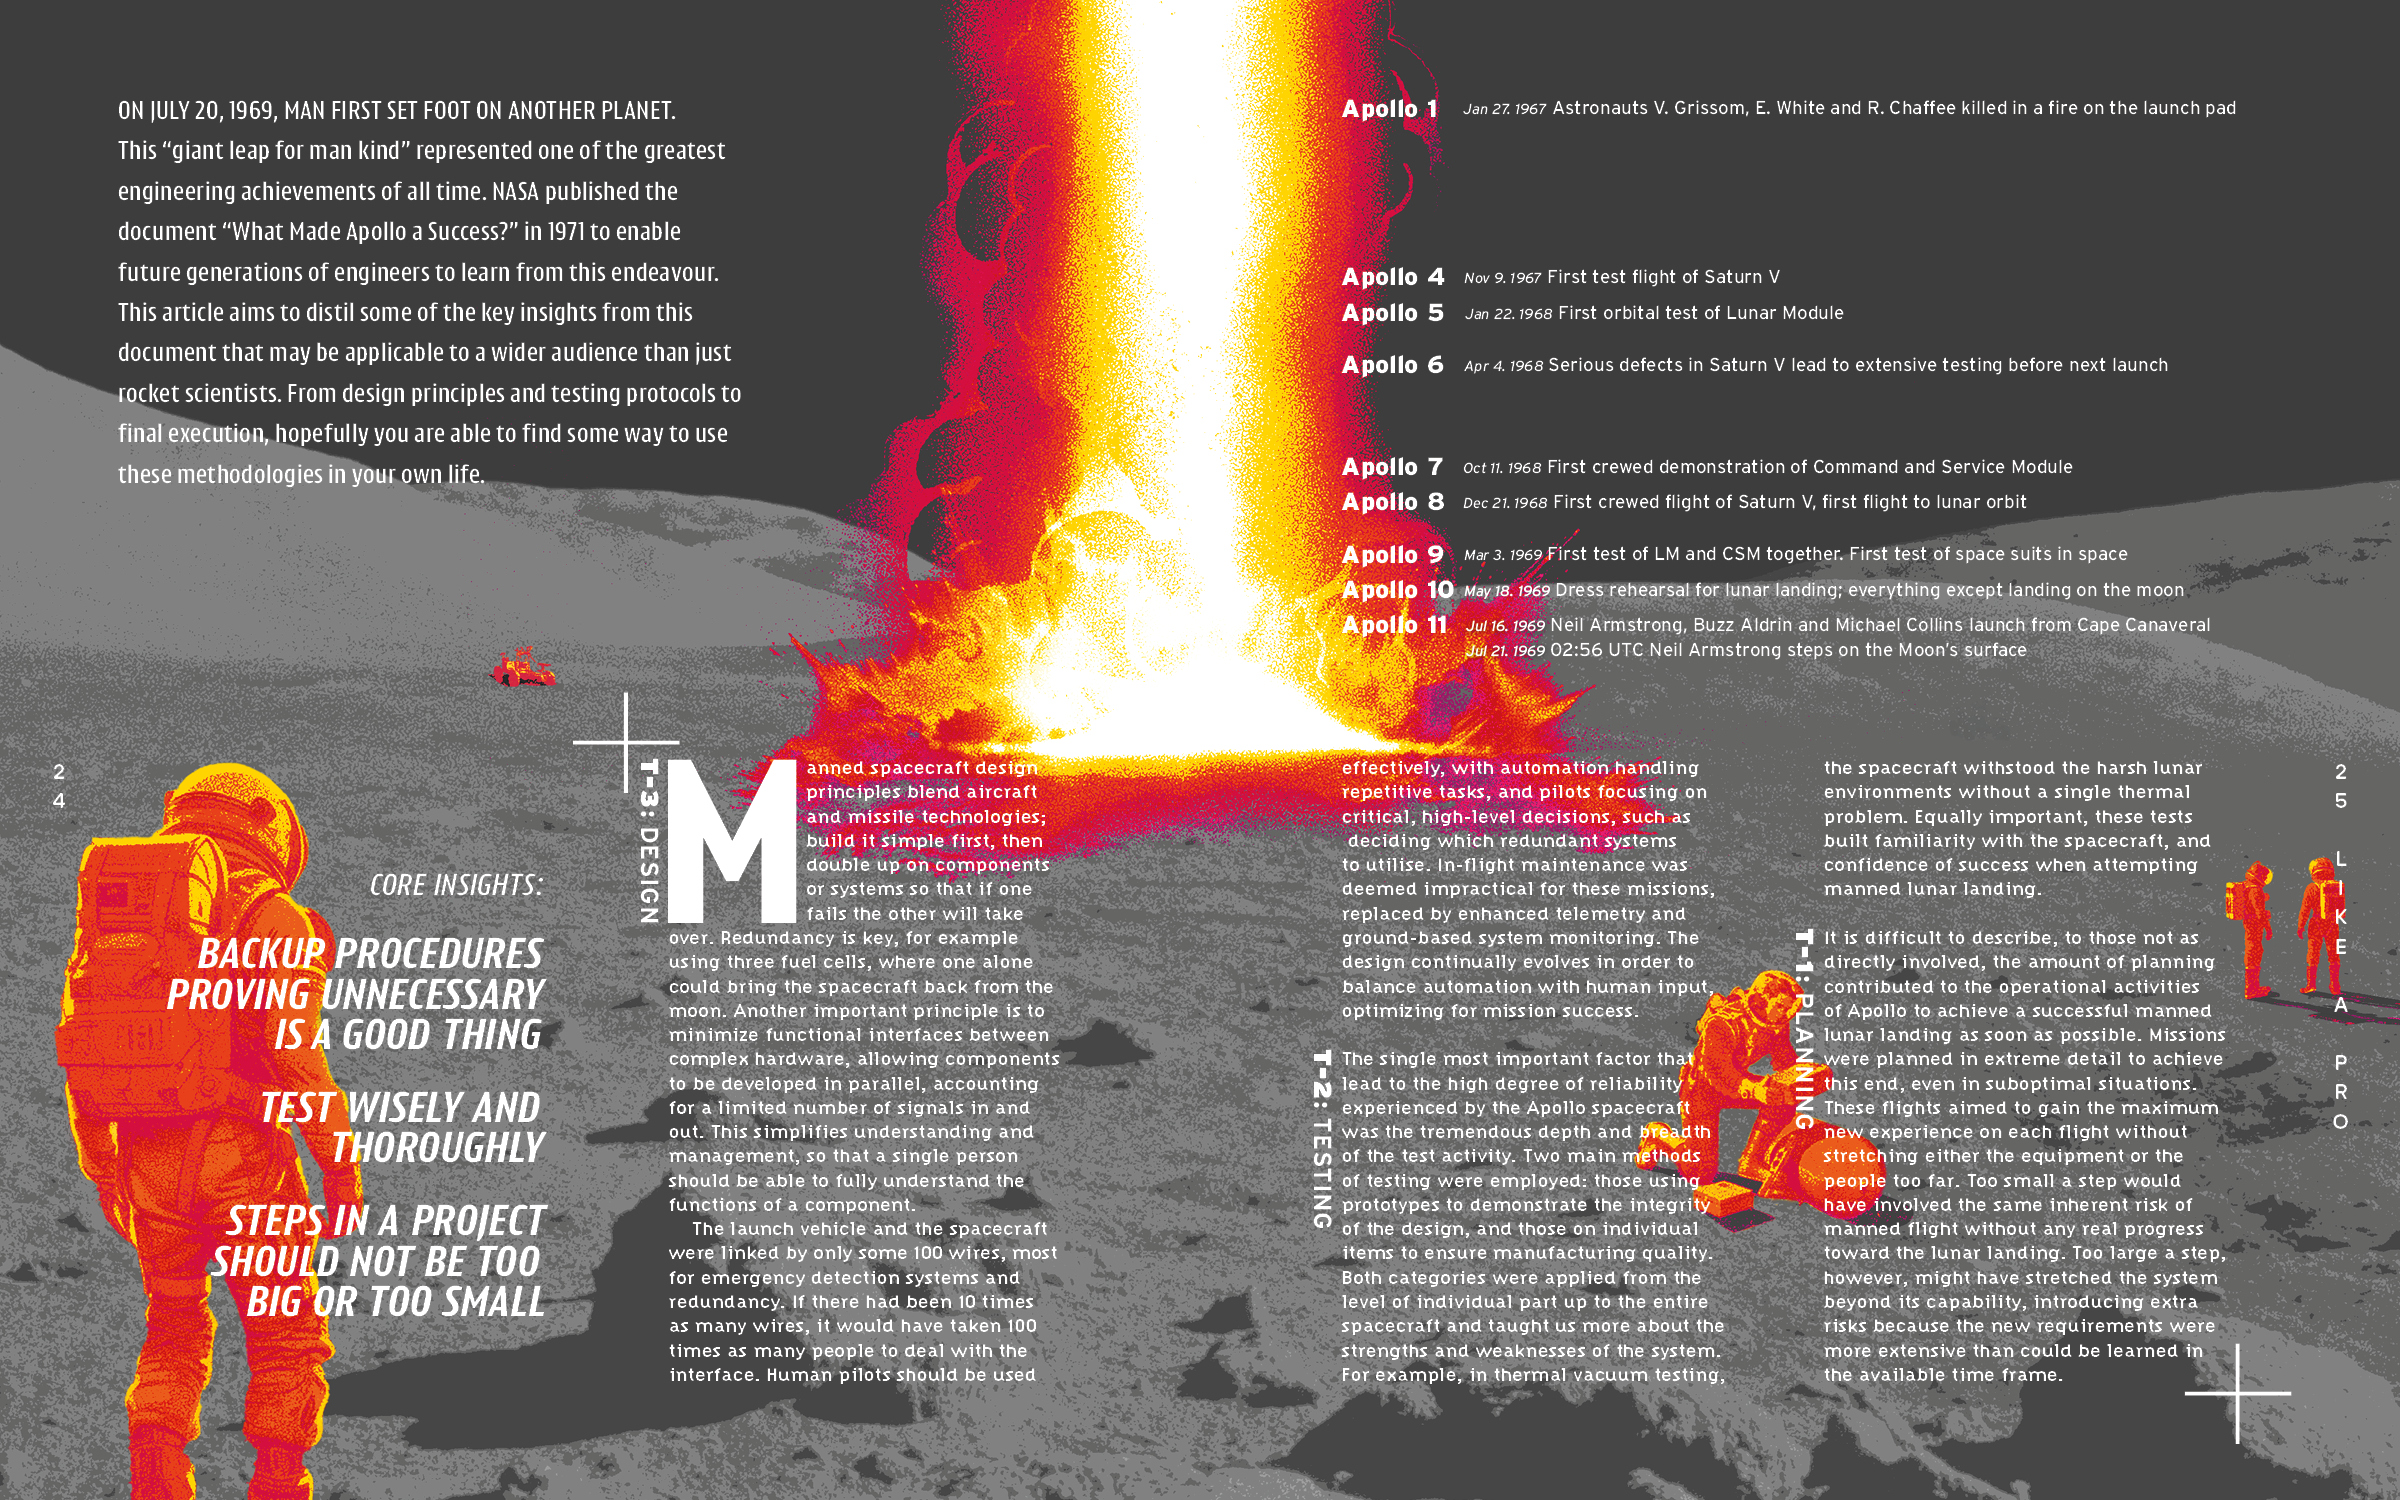 ON JULY 20, 1969, MAN FIRST SET FOOT ON ANOTHER PLANET.
This “giant leap for man kind” represented one of the greatest
engineering achievements of all time. NASA published the
document “What Made Apollo a Success?” in 1971 to enable
future generations of engineers to learn from this endeavour.
This article aims to distil some of the key insights from this
document that may be applicable to a wider audience than just
rocket scientists. From design principles and testing protocols to
final execution, hopefully you are able to find some way to use
these methodologies in your own life.
Apollo 1 Jan 27. 1967 Astronauts V. Grissom, E. White and R. Chaffee killed in a fire on the launch pad
Apollo 4 Nov 9. 1967 First test flight of Saturn V
Apollo 5 Jan 22. 1968 First orbital test of Lunar Module
Apollo 6 Apr 4. 1968 Serious defects in Saturn V lead to extensive testing before next launch
Apollo 7 Oct 11. 1968 First crewed demonstration of Command and Service Module
Apollo 8 Dec 21. 1968 First crewed flight of Saturn V, first flight to lunar orbit
Apollo 9 Mar 3. 1969 First test of LM and CSM together. First test of space suits in space
Apollo 10 May 18. 1969 Dress rehearsal for lunar landing; everything except landing on the moon
Apollo 11 Jul 16. 1969 Neil Armstrong, Buzz Aldrin and Michael Collins launch from Cape Canaveral
Jul 21. 1969 02:56 UTC Neil Armstrong steps on the Moon’s surface
24
CORE INSIGHTS:
BACKUP PROCEDURES
PROVING UNNECESSARY
IS A GOOD THING
TEST WISELY AND
THOROUGHLY
STEPS IN A PROJECT
SHOULD NOT BE TOO
BIG OR TOO SMALL
T-3: DESIGN
Manned spacecraft design
principles blend aircraft
and missile technologies;
build it simple first, then
double up on components
or systems so that if one
fails the other will take
over. Redundancy is key, for example
using three fuel cells, where one alone
could bring the spacecraft back from the
moon. Another important principle is to
minimize functional interfaces between
complex hardware, allowing components
to be developed in parallel, accounting
for a limited number of signals in and
out. This simplifies understanding and
management, so that a single person
should be able to fully understand the
functions of a component.
The launch vehicle and the spacecraft
were linked by only some 100 wires, most
for emergency detection systems and
redundancy. If there had been 10 times
as many wires, it would have taken 100
times as many people to deal with the
interface. Human pilots should be used
effectively, with automation handling
repetitive tasks, and pilots focusing on
critical, high-level decisions, such as
deciding which redundant systems
to utilise. In-flight maintenance was
deemed impractical for these missions,
replaced by enhanced telemetry and
ground-based system monitoring. The
design continually evolves in order to
balance automation with human input,
optimizing for mission success.
T-2: TESTING
The single most important factor that
lead to the high degree of reliability
experienced by the Apollo spacecraft
was the tremendous depth and breadth
of the test activity. Two main methods
of testing were employed: those using
prototypes to demonstrate the integrity
of the design, and those on individual
items to ensure manufacturing quality.
Both categories were applied from the
level of individual part up to the entire
spacecraft and taught us more about the
strengths and weaknesses of the system.
For example, in thermal vacuum testing,
the spacecraft withstood the harsh lunar
environments without a single thermal
problem. Equally important, these tests
built familiarity with the spacecraft, and
confidence of success when attempting
manned lunar landing.
T-1: PLANNING
It is difficult to describe, to those not as
directly involved, the amount of planning
contributed to the operational activities
of Apollo to achieve a successful manned
lunar landing as soon as possible. Missions
were planned in extreme detail to achieve
this end, even in suboptimal situations.
These flights aimed to gain the maximum
new experience on each flight without
stretching either the equipment or the
people too far. Too small a step would
have involved the same inherent risk of
manned flight without any real progress
toward the lunar landing. Too large a step,
however, might have stretched the system
beyond its capability, introducing extra
risks because the new requirements were
more extensive than could be learned in
the available time frame.
25 LIKE A PRO